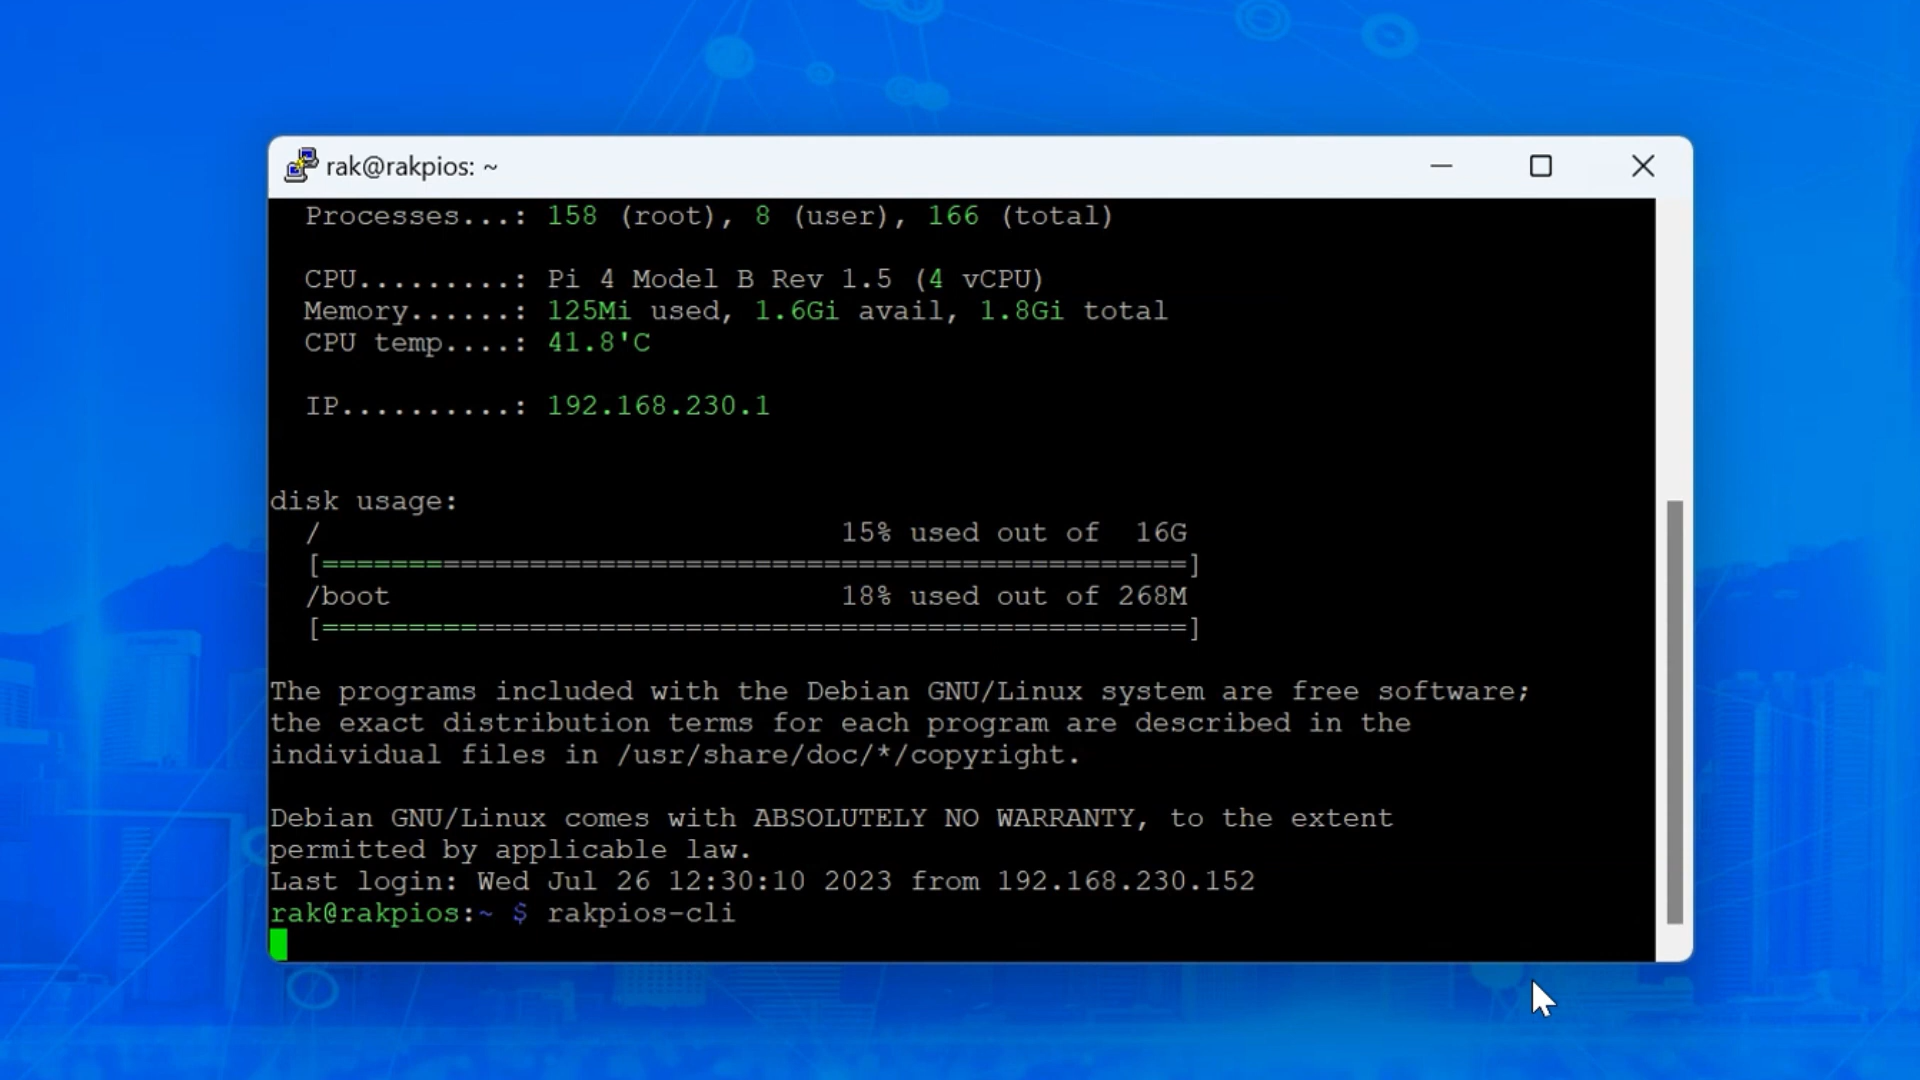 rak@rakpios: ~
Processes...: 158 (root), 8 (user), 166 (total)
CPU.........: Pi 4 Model B Rev 1.5 (4 vCPU)
Memory......: 125Mi used, 1.6Gi avail, 1.8Gi total
CPU temp....: 41.8'C
IP..........: 192.168.230.1
disk usage:
/ 15% used out of 16G
[==================================================]
/boot 18% used out of 268M
[==================================================]
The programs included with the Debian GNU/Linux system are free software;
the exact distribution terms for each program are described in the
individual files in /usr/share/doc/*/copyright.
Debian GNU/Linux comes with ABSOLUTELY NO WARRANTY, to the extent
permitted by applicable law.
Last login: Wed Jul 26 12:30:10 2023 from 192.168.230.152
rak@rakpios:~ $ rakpios-cli